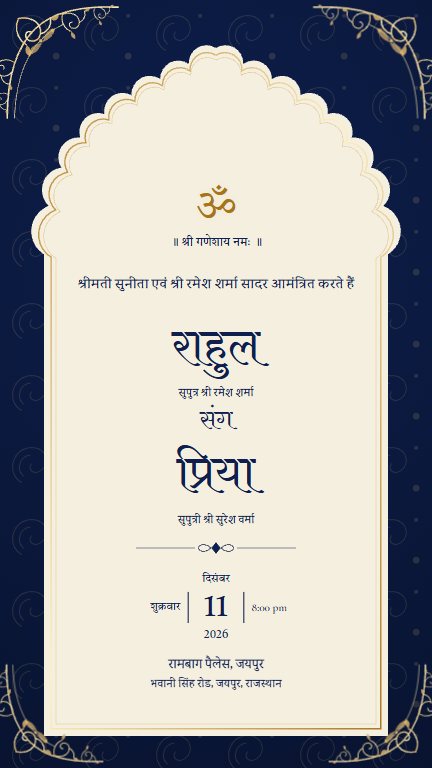 ॐ
॥ श्री गणेशाय नमः ॥
श्रीमती सुनीता एवं श्री रमेश शर्मा सादर आमंत्रित करते हैं
राहुल
सुपुत्र श्री रमेश शर्मा
संग
प्रिया
सुपुत्री श्री सुरेश वर्मा
दिसंबर
शुक्रवार | 11 | 8:00 pm
2026
रामबाग पैलेस, जयपुर
भवानी सिंह रोड, जयपुर, राजस्थान